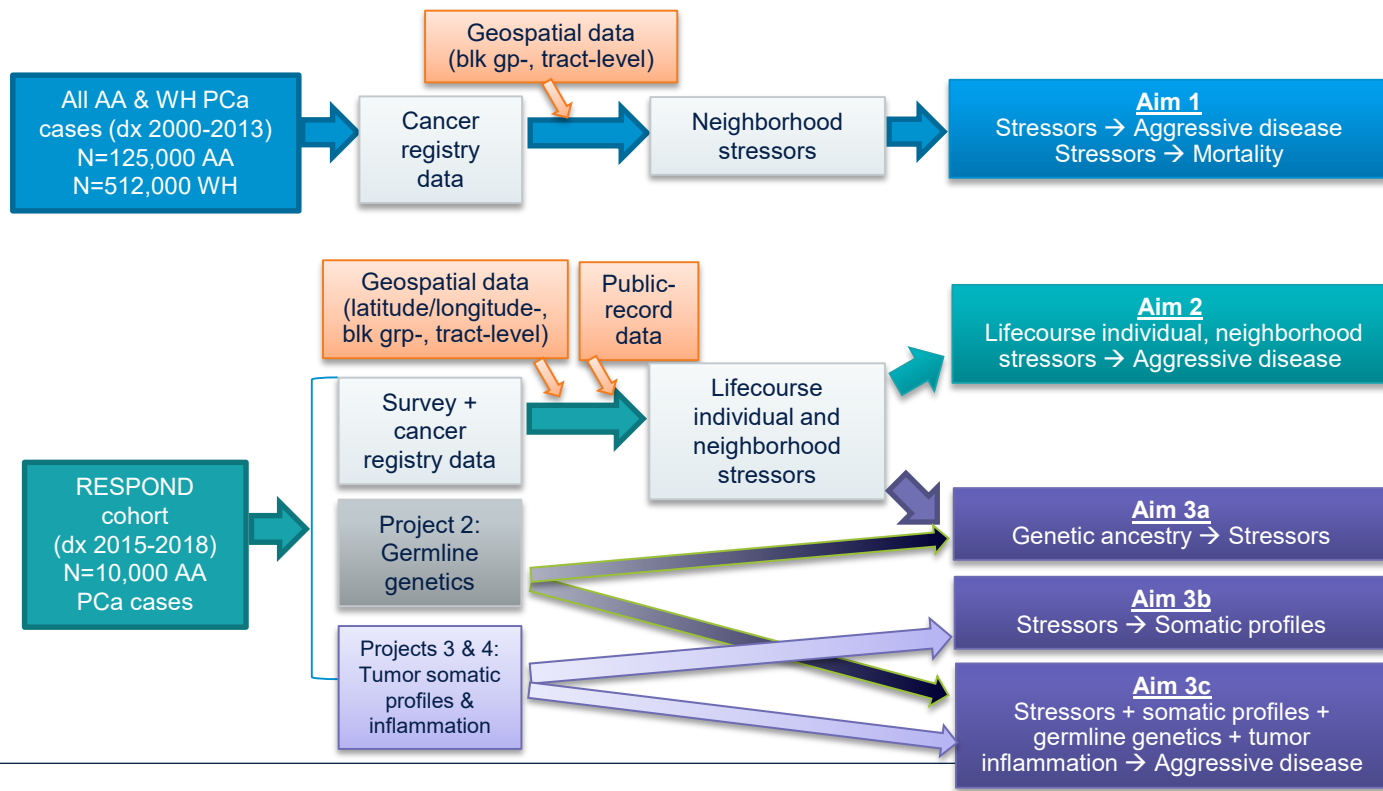 Geospatial data
(blk gp-, tract-level)
All AA & WH PCa
cases (dx 2000-2013)
N=125,000 AA
N=512,000 WH
Cancer
registry
data
Neighborhood
stressors
Aim 1
Stressors → Aggressive disease
Stressors → Mortality
Geospatial data
(latitude/longitude-,
blk grp-, tract-level)
Public-
record
data
Aim 2
Lifecourse individual, neighborhood
stressors → Aggressive disease
Survey +
cancer
registry data
Lifecourse
individual and
neighborhood
stressors
RESPOND
cohort
(dx 2015-2018)
N=10,000 AA
PCa cases
Project 2:
Germline
genetics
Aim 3a
Genetic ancestry → Stressors
Aim 3b
Stressors → Somatic profiles
Projects 3 & 4:
Tumor somatic
profiles &
inflammation
Aim 3c
Stressors + somatic profiles +
germline genetics + tumor
inflammation → Aggressive disease